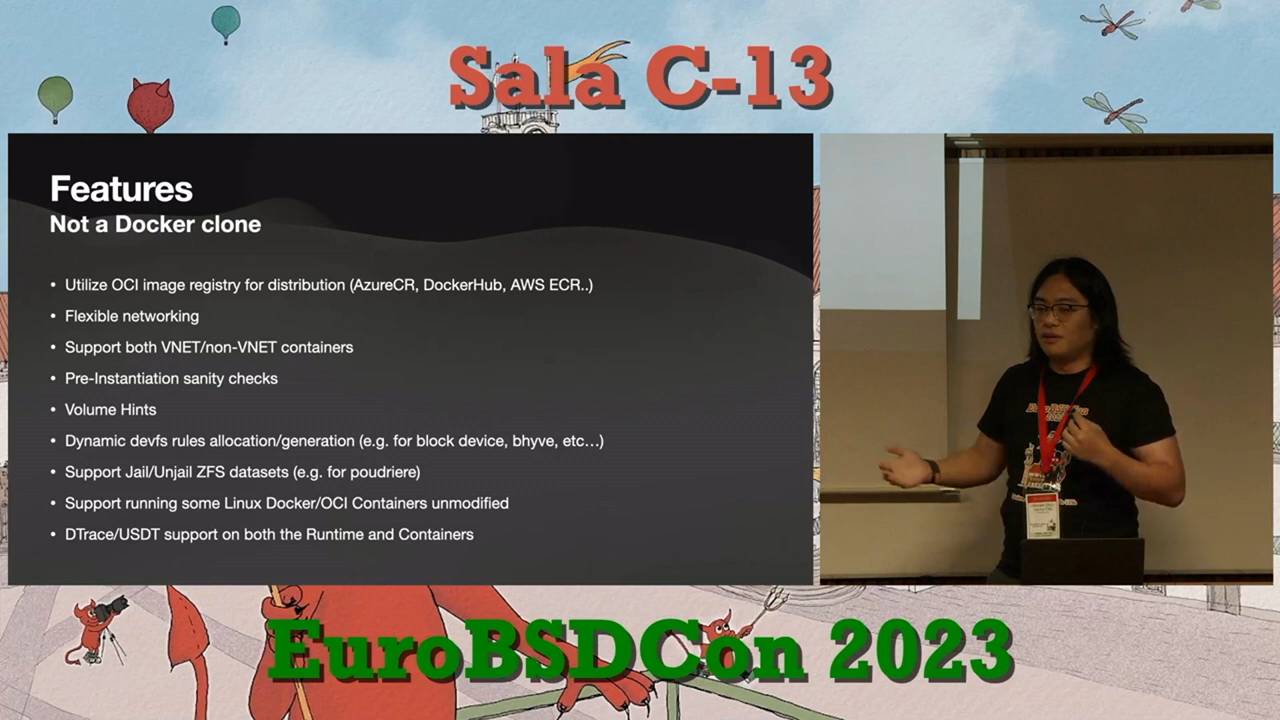 Sala C-13
Features
Not a Docker clone
• Utilize OCI image registry for distribution (AzureCR, DockerHub, AWS ECR..)
• Flexible networking
• Support both VNET/non-VNET containers
• Pre-Instantiation sanity checks
• Volume Hints
• Dynamic devfs rules allocation/generation (e.g. for block device, bhyve, etc…)
• Support Jail/Unjail ZFS datasets (e.g. for poudriere)
• Support running some Linux Docker/OCI Containers unmodified
• DTrace/USDT support on both the Runtime and Containers
EuroBSDCon 2023